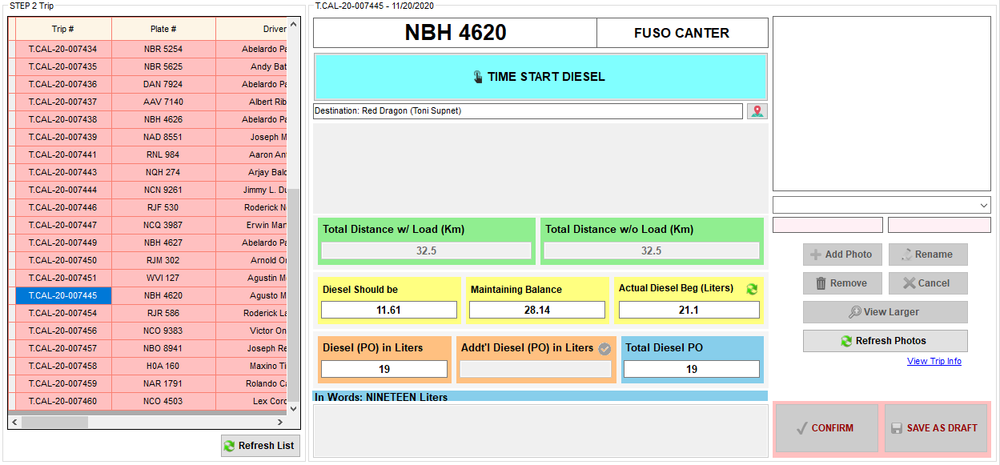 STEP 2 Trip
Trip # Plate # Driver
T.CAL-20-007434 NBR 5254 Abelardo Pa
T.CAL-20-007435 NBR 5625 Andy Bat
T.CAL-20-007436 DAN 7924 Abelardo Pa
T.CAL-20-007437 AAV 7140 Albert Rib
T.CAL-20-007438 NBH 4626 Abelardo Pa
T.CAL-20-007439 NAD 8551 Joseph M
T.CAL-20-007441 RNL 984 Aaron Ant
T.CAL-20-007443 NQH 274 Arjay Balc
T.CAL-20-007444 NCN 9261 Jimmy L. Du
T.CAL-20-007446 RJF 530 Roderick N
T.CAL-20-007447 NCQ 3987 Erwin Mar
T.CAL-20-007449 NBH 4627 Abelardo Pa
T.CAL-20-007450 RJM 302 Arnold Or
T.CAL-20-007451 WVI 127 Agustin M
T.CAL-20-007445 NBH 4620 Agusto M
T.CAL-20-007454 RJR 586 Roderick La
T.CAL-20-007456 NCO 9383 Victor On
T.CAL-20-007457 NBO 8941 Joseph Re
T.CAL-20-007458 H0A 160 Maxino Ti
T.CAL-20-007459 NAR 1791 Rolando Ca
T.CAL-20-007460 NCO 4503 Lex Cord
Refresh List
T.CAL-20-007445 - 11/20/2020
NBH 4620 FUSO CANTER
TIME START DIESEL
Destination: Red Dragon (Toni Supnet)
Total Distance w/ Load (Km) Total Distance w/o Load (Km)
32.5 32.5
Diesel Should be Maintaining Balance Actual Diesel Beg (Liters)
11.61 28.14 21.1
Diesel (PO) in Liters Addt'l Diesel (PO) in Liters Total Diesel PO
19 19
In Words: NINETEEN Liters
Add Photo Rename
Remove Cancel
View Larger
Refresh Photos
View Trip Info
CONFIRM SAVE AS DRAFT